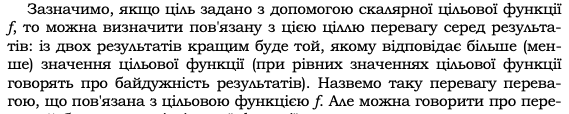 Зазначимо, якщо ціль задано з допомогою скалярної цільової функції
f, то можна визначити пов'язану з цією ціллю перевагу серед результа-
тів: із двох результатів кращим буде той, якому відповідає більше (мен-
ше) значення цільової функції (при рівних значеннях цільової функції
говорять про байдужність результатів). Назвемо таку перевагу перева-
гою, що пов'язана з цільовою функцією f. Але можна говорити про пере-